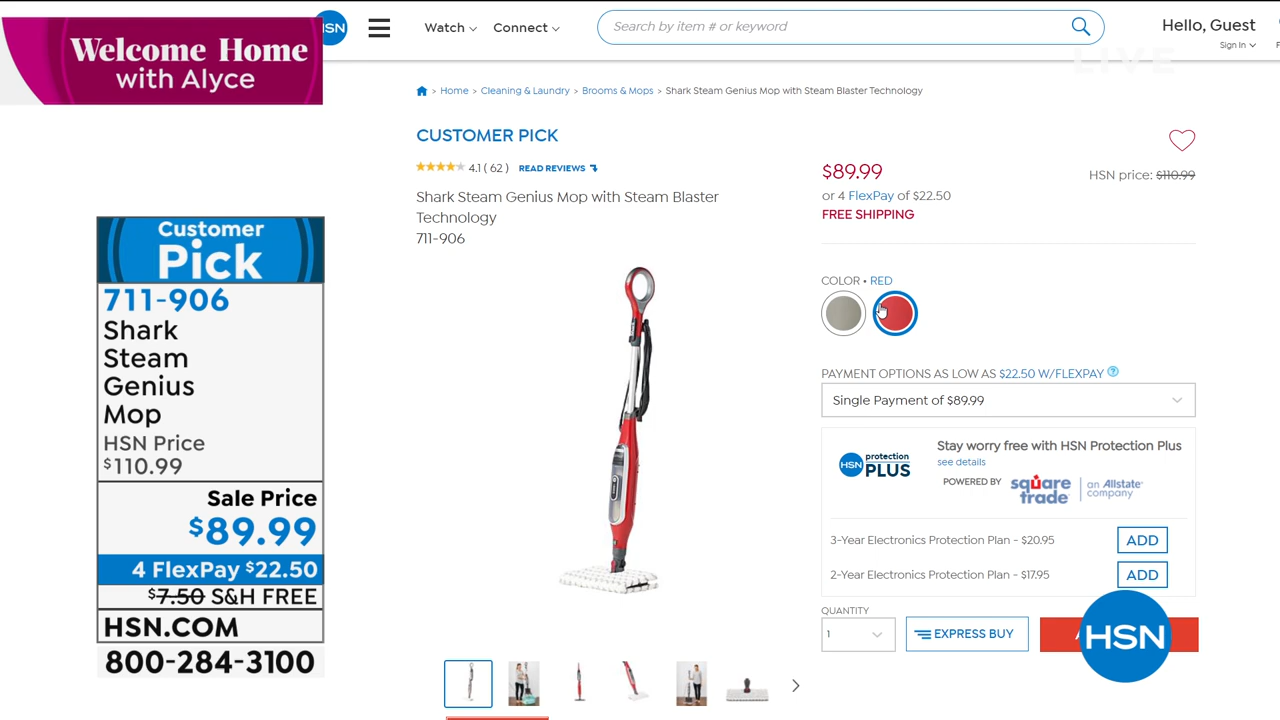 Welcome Home
with Alyce
HSN
Watch
Connect
Search by item # or keyword
Hello, Guest
Sign In
LIVE
> Home > Cleaning & Laundry > Brooms & Mops > Shark Steam Genius Mop with Steam Blaster Technology
CUSTOMER PICK
4.1 ( 62 ) READ REVIEWS
Shark Steam Genius Mop with Steam Blaster
Technology
711-906
$89.99
HSN price: $110.99
or 4 FlexPay of $22.50
FREE SHIPPING
COLOR • RED
PAYMENT OPTIONS AS LOW AS $22.50 W/FLEXPAY ?
Single Payment of $89.99
HSN protection
PLUS
Stay worry free with HSN Protection Plus
see details
POWERED BY
square
trade
an Allstate
company
3-Year Electronics Protection Plan - $20.95
ADD
2-Year Electronics Protection Plan - $17.95
ADD
QUANTITY
1
EXPRESS BUY
HSN
Customer
Pick
711-906
Shark
Steam
Genius
Mop
HSN Price
$110.99
Sale Price
$89.99
4 FlexPay $22.50
$7.50 S&H FREE
HSN.COM
800-284-3100